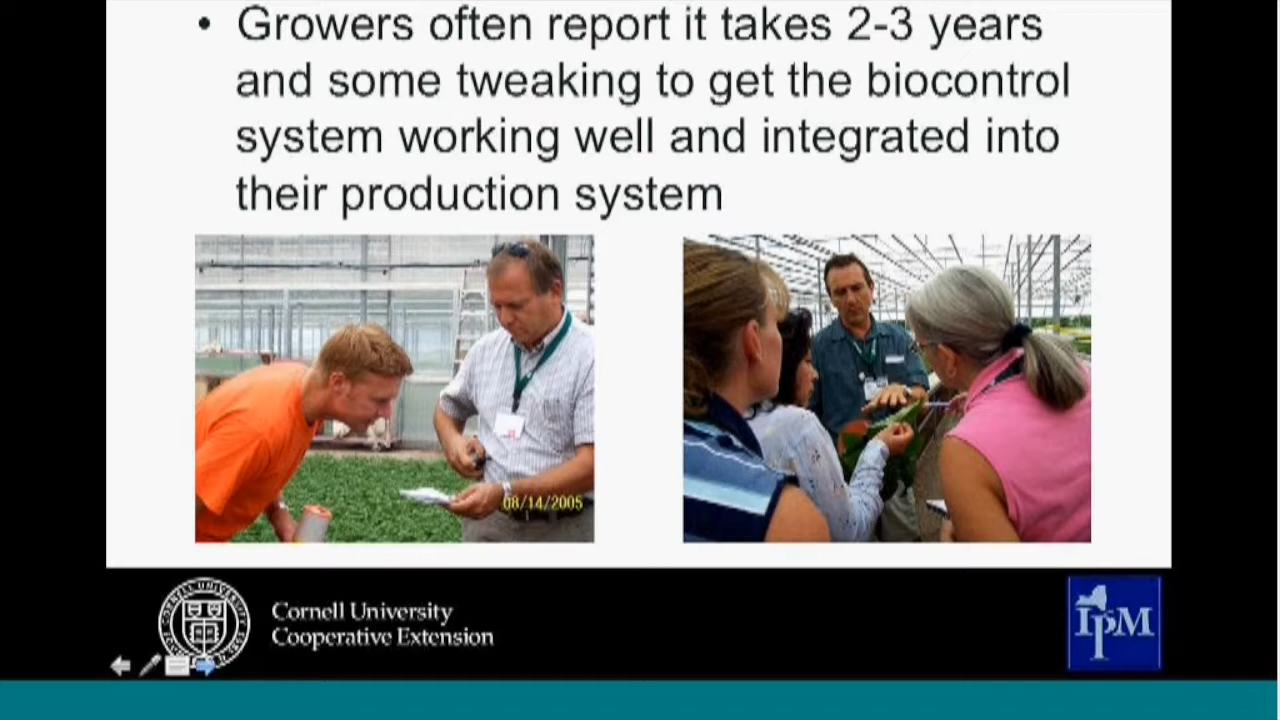 • Growers often report it takes 2-3 years
and some tweaking to get the biocontrol
system working well and integrated into
their production system
08/14/2005
Cornell University
Cooperative Extension
IPM